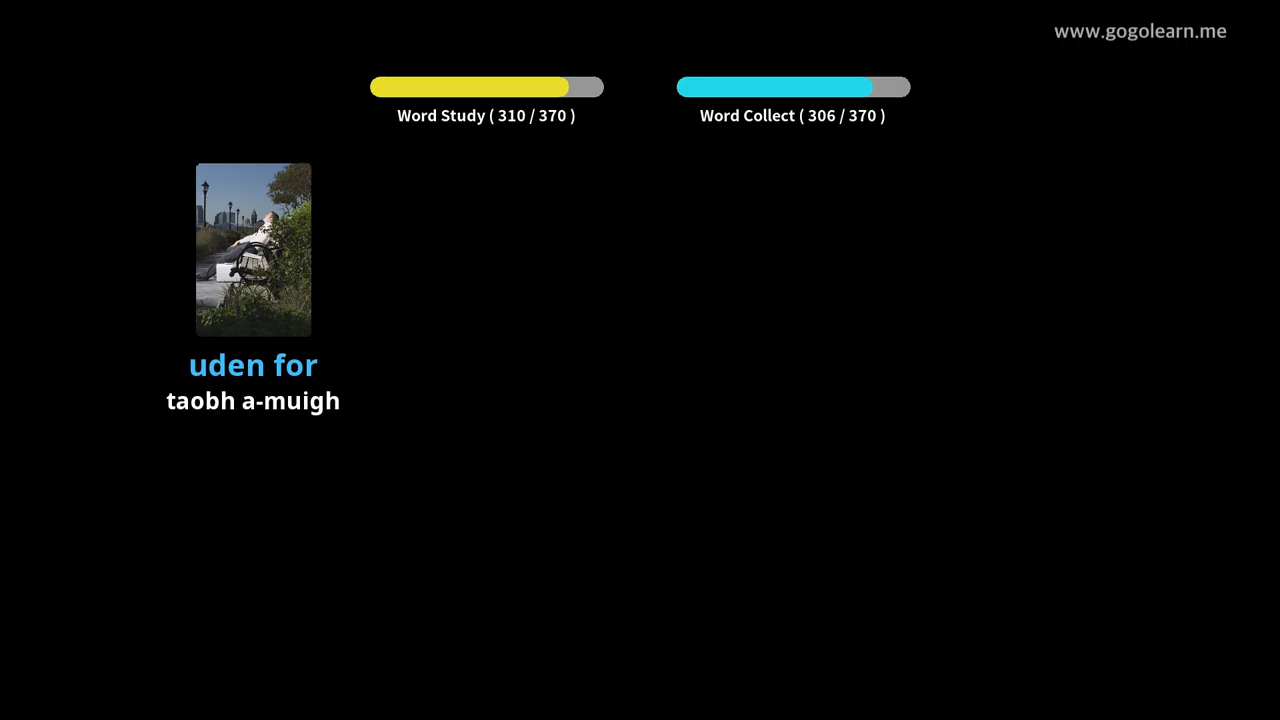 www.gogolearn.me
Word Study ( 310 / 370 )
Word Collect ( 306 / 370 )
uden for
taobh a-muigh